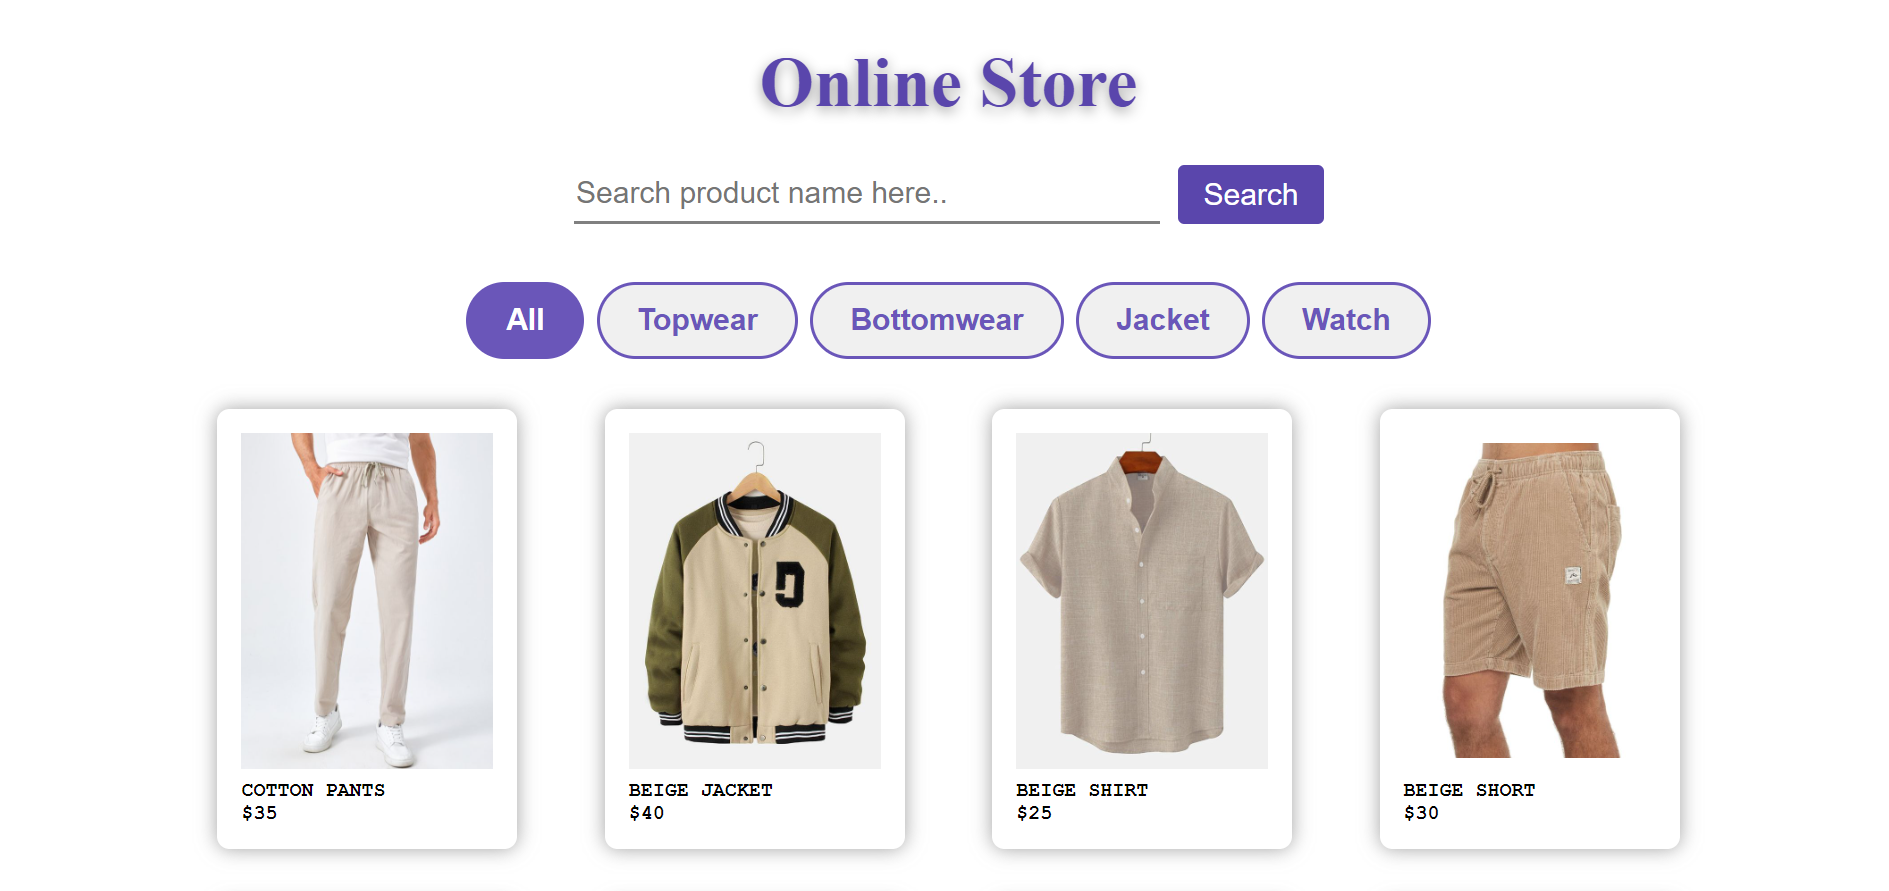 Online Store
Search product name here..
Search
All
Topwear
Bottomwear
Jacket
Watch
COTTON PANTS
$35
BEIGE JACKET
$40
BEIGE SHIRT
$25
BEIGE SHORT
$30